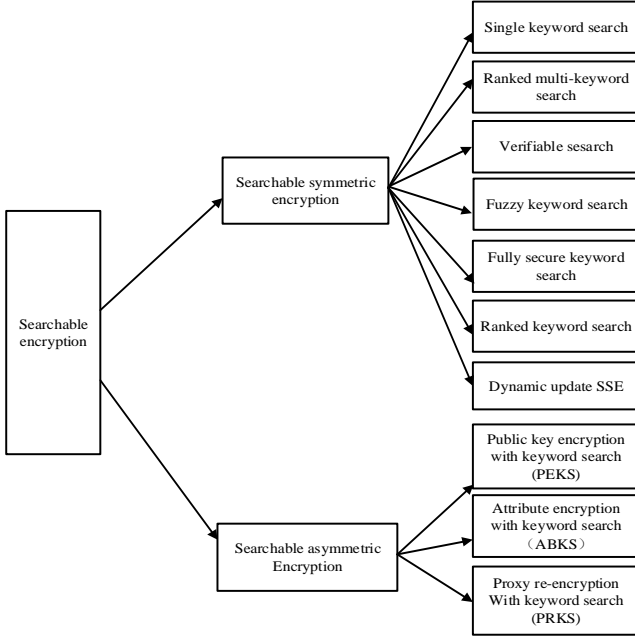 Searchable
encryption
Searchable symmetric
encryption
Searchable asymmetric
Encryption
Single keyword search
Ranked multi-keyword
search
Verifiable sesarch
Fuzzy keyword search
Fully secure keyword
search
Ranked keyword search
Dynamic update SSE
Public key encryption
with keyword search
(PEKS)
Attribute encryption
with keyword search
（ABKS）
Proxy re-encryption
With keyword search
(PRKS)